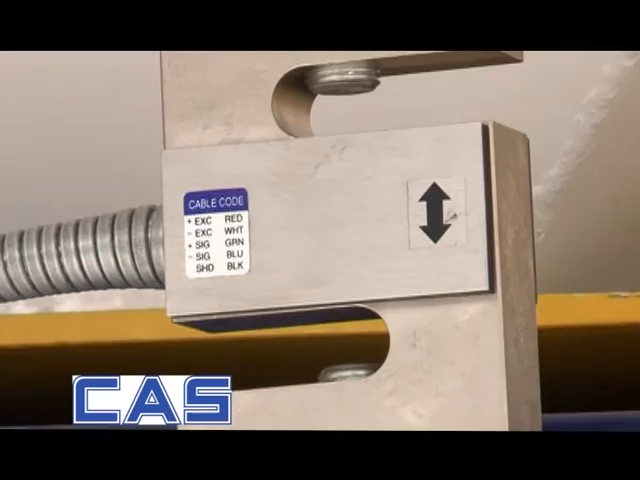 CABLE CODE
+ EXC RED
- EXC WHT
+ SIG GRN
- SIG BLU
SHD BLK
CAS